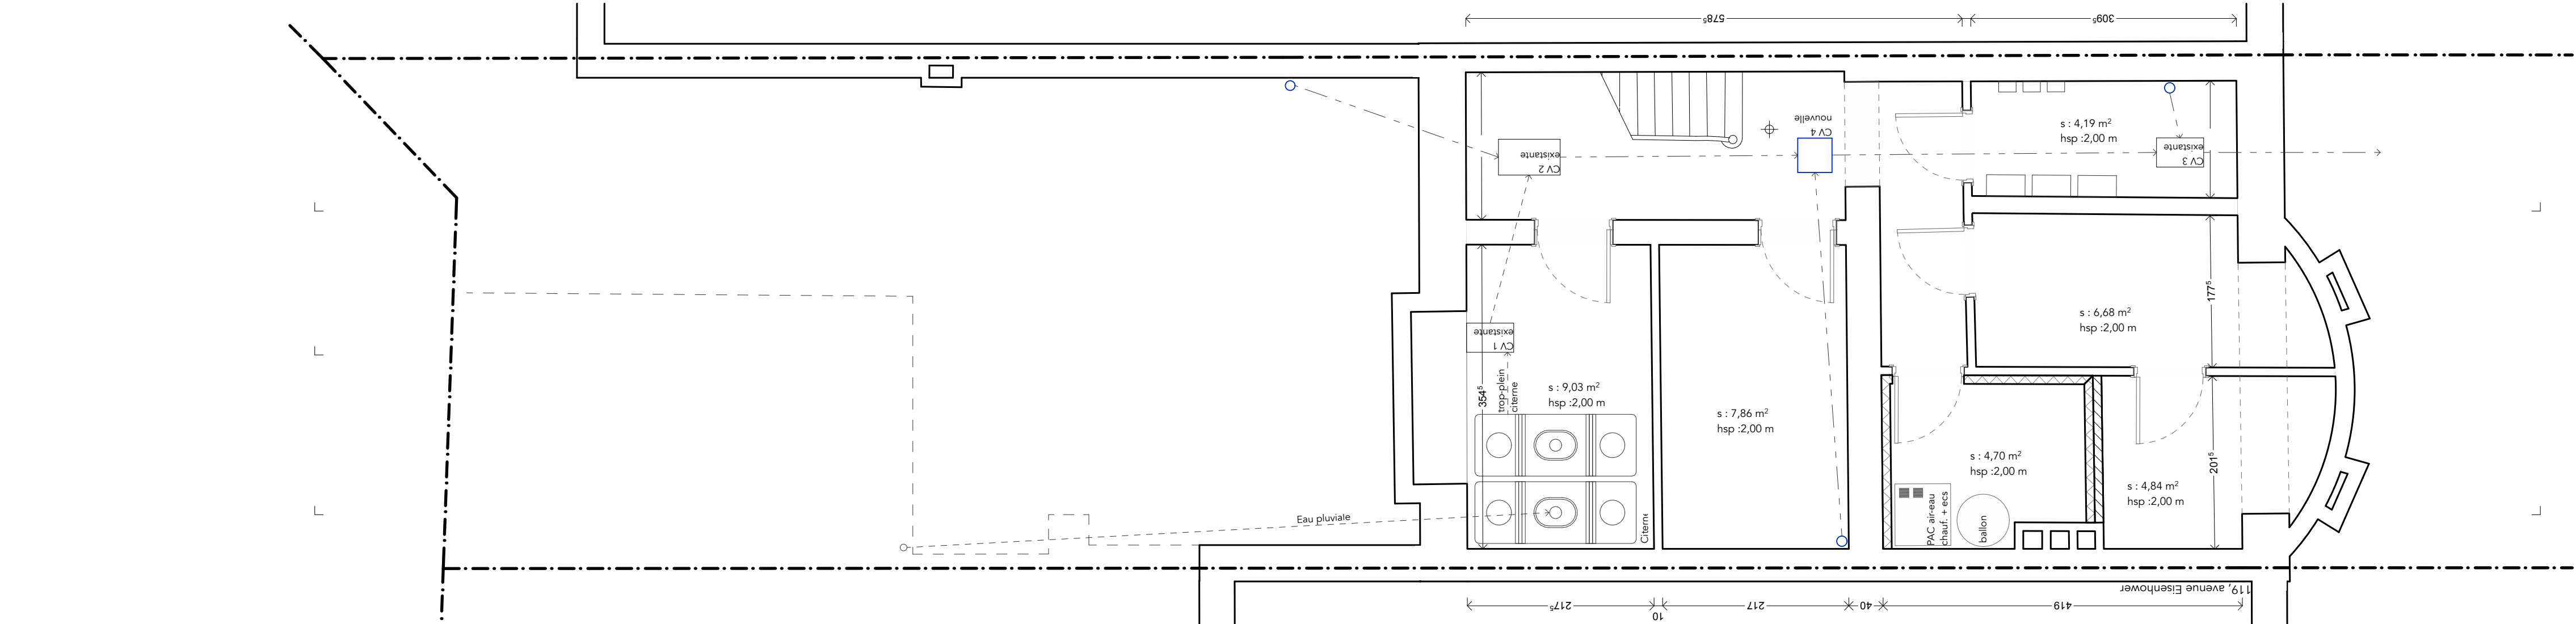 578⁵
309⁵
CV 4
nouvelle
s : 4,19 m²
hsp :2,00 m
CV 2
existante
CV 3
existante
177⁵
s : 6,68 m²
hsp :2,00 m
CV 1
existante
354⁵
trop-plein
citerne
s : 9,03 m²
hsp :2,00 m
s : 7,86 m²
hsp :2,00 m
s : 4,70 m²
hsp :2,00 m
201⁵
s : 4,84 m²
hsp :2,00 m
Eau pluviale
Citerne
PAC air-eau
chauf. + ecs
ballon
119, avenue Eisenhower
217⁵
10
217
40
419